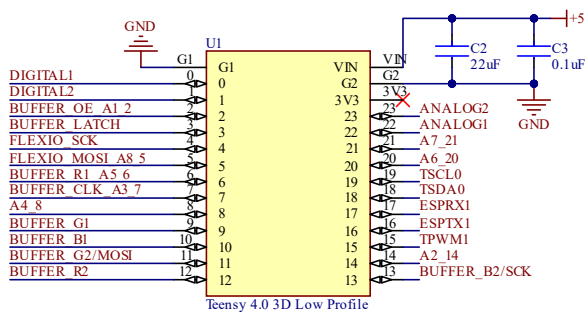 GND
U1
+5
C2
22uF
C3
0.1uF
GND
G1 G1 VIN VIN
G2 G2
DIGITAL1 0 0 3V3 3V3
DIGITAL2 1 1 23 23 ANALOG2
BUFFER_OE_A1_2 2 2 22 22 ANALOG1
BUFFER_LATCH 3 3 21 21 A7_21
FLEXIO_SCK 4 4 20 20 A6_20
FLEXIO_MOSI_A8_5 5 5 19 19 TSCL0
BUFFER_R1_A5_6 6 6 18 18 TSDA0
BUFFER_CLK_A3_7 7 7 17 17 ESPRX1
A4_8 8 8 16 16 ESPTX1
BUFFER_G1 9 9 15 15 TPWM1
BUFFER_B1 10 10 14 14 A2_14
BUFFER_G2/MOSI 11 11 13 13 BUFFER_B2/SCK
BUFFER_R2 12 12
Teensy 4.0 3D Low Profile